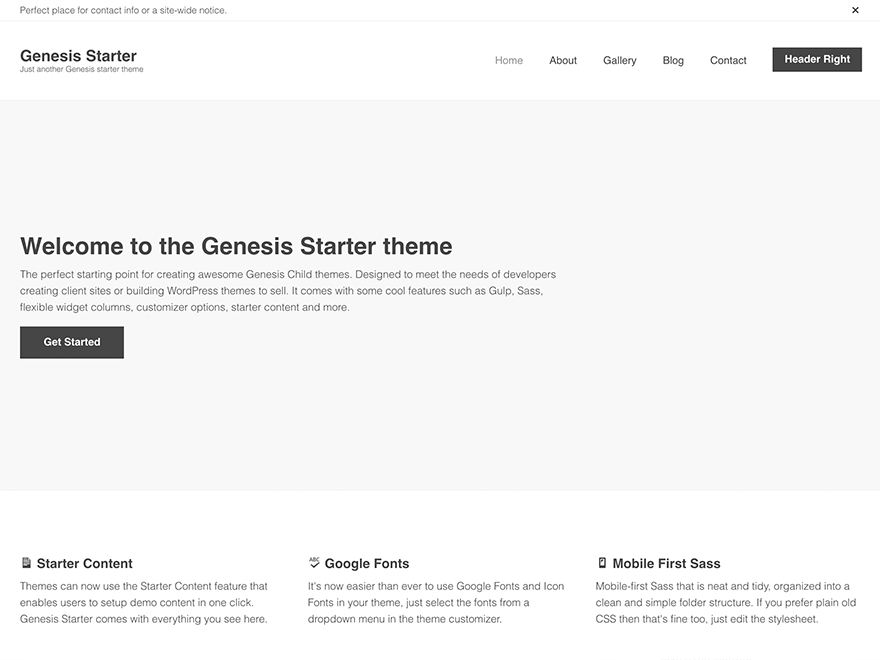 Perfect place for contact info or a site-wide notice.
Genesis Starter
Just another Genesis starter theme
Home About Gallery Blog Contact Header Right
Welcome to the Genesis Starter theme
The perfect starting point for creating awesome Genesis Child themes. Designed to meet the needs of developers
creating client sites or building WordPress themes to sell. It comes with some cool features such as Gulp, Sass,
flexible widget columns, customizer options, starter content and more.
Get Started
Starter Content
Themes can now use the Starter Content feature that
enables users to setup demo content in one click.
Genesis Starter comes with everything you see here.
ABC Google Fonts
It's now easier than ever to use Google Fonts and Icon
Fonts in your theme, just select the fonts from a
dropdown menu in the theme customizer.
Mobile First Sass
Mobile-first Sass that is neat and tidy, organized into a
clean and simple folder structure. If you prefer plain old
CSS then that's fine too, just edit the stylesheet.